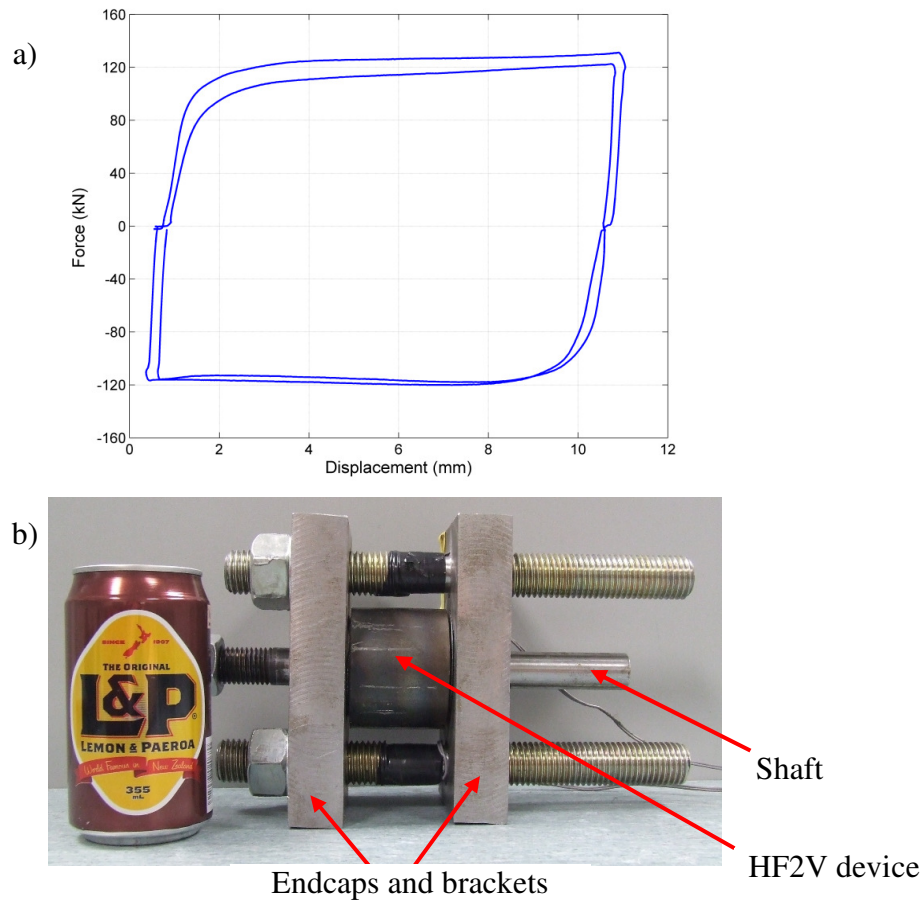 a)
160
120
80
40
0
-40
-80
-120
-160
Force (kN)
0 2 4 6 8 10 12
Displacement (mm)
b)
SINCE 1907
THE ORIGINAL
L&P
LEMON & PAEROA
World Famous in New Zealand
355
mL
Shaft
HF2V device
Endcaps and brackets